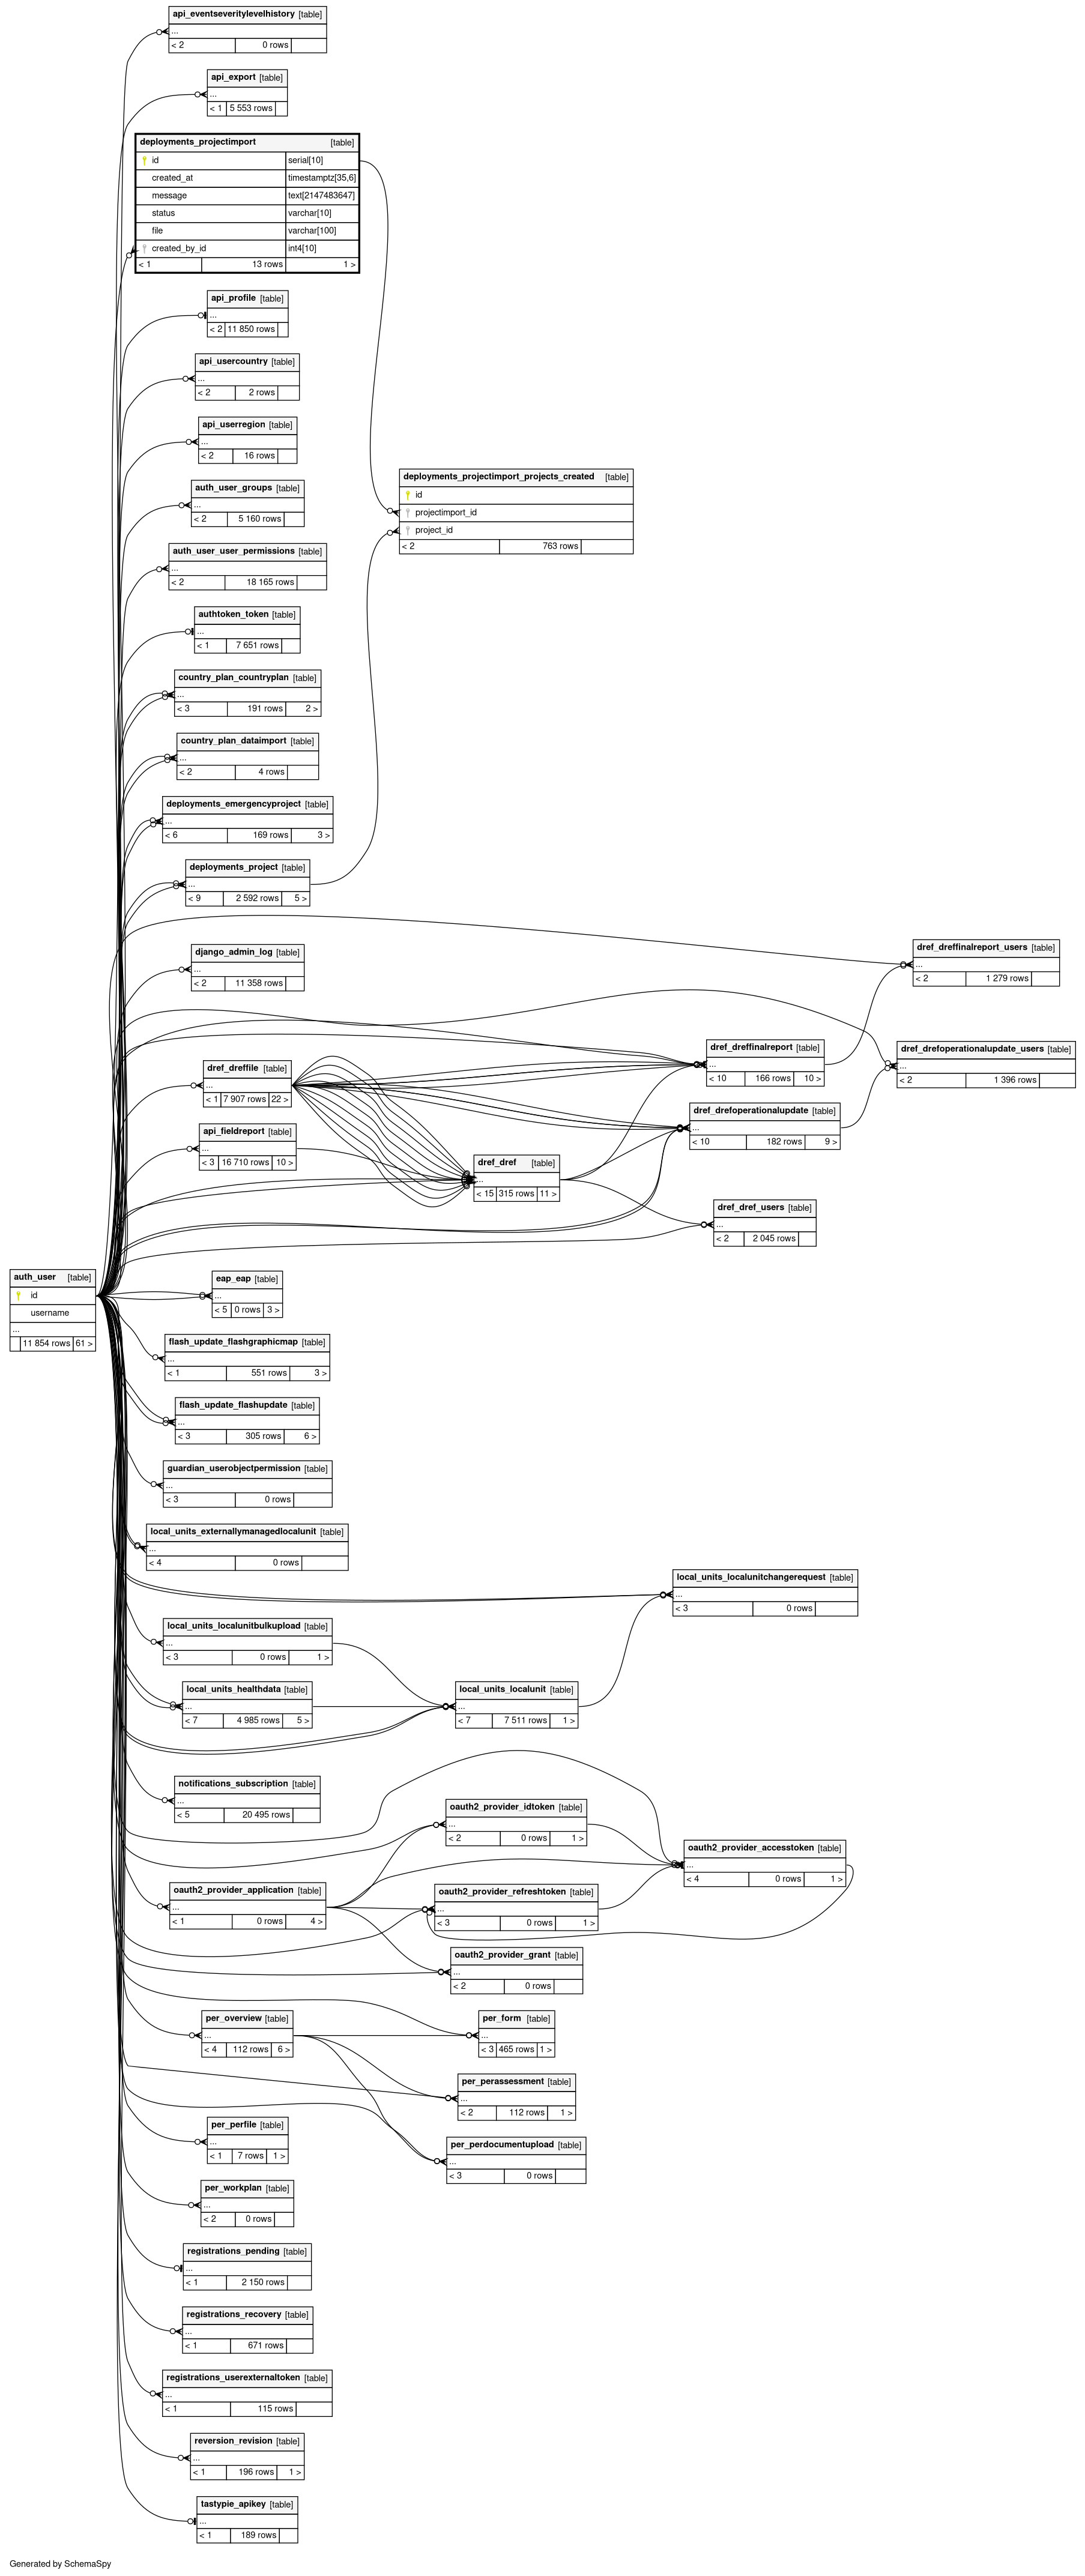 api_eventseveritylevelhistory [table]
...
< 2 0 rows
api_export [table]
...
< 1 5 553 rows
deployments_projectimport [table]
id serial[10]
created_at timestamptz[35,6]
message text[2147483647]
status varchar[10]
file varchar[100]
created_by_id int4[10]
< 1 13 rows 1 >
api_profile [table]
...
< 2 11 850 rows
api_usercountry [table]
...
< 2 2 rows
api_userregion [table]
...
< 2 16 rows
deployments_projectimport_projects_created [table]
id
projectimport_id
project_id
< 2 763 rows
auth_user_groups [table]
...
< 2 5 160 rows
auth_user_user_permissions [table]
...
< 2 18 165 rows
authtoken_token [table]
...
< 1 7 651 rows
country_plan_countryplan [table]
...
< 3 191 rows 2 >
country_plan_dataimport [table]
...
< 2 4 rows
deployments_emergencyproject [table]
...
< 6 169 rows 3 >
deployments_project [table]
...
< 9 2 592 rows 5 >
django_admin_log [table]
...
< 2 11 358 rows
dref_dreffinalreport_users [table]
...
< 2 1 279 rows
dref_dreffinalreport [table]
...
< 10 166 rows 10 >
dref_drefoperationalupdate_users [table]
...
< 2 1 396 rows
dref_dreffile [table]
...
< 1 7 907 rows 22 >
dref_drefoperationalupdate [table]
...
< 10 182 rows 9 >
api_fieldreport [table]
...
< 3 16 710 rows 10 >
dref_dref [table]
...
< 15 315 rows 11 >
dref_dref_users [table]
...
< 2 2 045 rows
auth_user [table]
id
username
...
11 854 rows 61 >
eap_eap [table]
...
< 5 0 rows 3 >
flash_update_flashgraphicmap [table]
...
< 1 551 rows 3 >
flash_update_flashupdate [table]
...
< 3 305 rows 6 >
guardian_userobjectpermission [table]
...
< 3 0 rows
local_units_externallymanagedlocalunit [table]
...
< 4 0 rows
local_units_localunitchangerequest [table]
...
< 3 0 rows
local_units_localunitbulkupload [table]
...
< 3 0 rows 1 >
local_units_healthdata [table]
...
< 7 4 985 rows 5 >
local_units_localunit [table]
...
< 7 7 511 rows 1 >
notifications_subscription [table]
...
< 5 20 495 rows
oauth2_provider_idtoken [table]
...
< 2 0 rows 1 >
oauth2_provider_accesstoken [table]
...
< 4 0 rows 1 >
oauth2_provider_application [table]
...
< 1 0 rows 4 >
oauth2_provider_refreshtoken [table]
...
< 3 0 rows 1 >
oauth2_provider_grant [table]
...
< 2 0 rows
per_overview [table]
...
< 4 112 rows 6 >
per_form [table]
...
< 3 465 rows 1 >
per_perassessment [table]
...
< 2 112 rows 1 >
per_perfile [table]
...
< 1 7 rows 1 >
per_perdocumentupload [table]
...
< 3 0 rows
per_workplan [table]
...
< 2 0 rows
registrations_pending [table]
...
< 1 2 150 rows
registrations_recovery [table]
...
< 1 671 rows
registrations_userexternaltoken [table]
...
< 1 115 rows
reversion_revision [table]
...
< 1 196 rows 1 >
tastypie_apikey [table]
...
< 1 189 rows
Generated by SchemaSpy